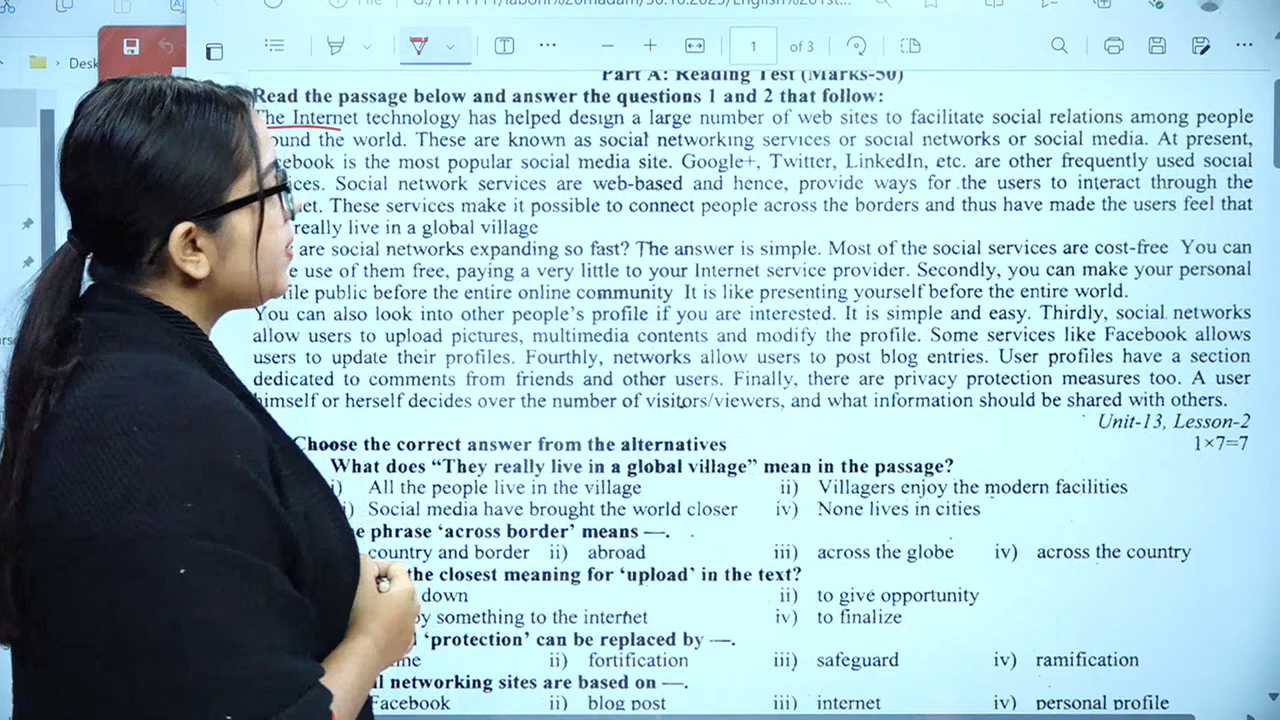 File G:/1111111/laboni madam/30.10.2025/English%201st...
Desk
1 of 3
Part A: Reading Test (Marks-50)
Read the passage below and answer the questions 1 and 2 that follow:
The Internet technology has helped design a large number of web sites to facilitate social relations among people
ound the world. These are known as social networking services or social networks or social media. At present,
cebook is the most popular social media site. Google+, Twitter, LinkedIn, etc. are other frequently used social
ices. Social network services are web-based and hence, provide ways for the users to interact through the
et. These services make it possible to connect people across the borders and thus have made the users feel that
really live in a global village
are social networks expanding so fast? The answer is simple. Most of the social services are cost-free You can
e use of them free, paying a very little to your Internet service provider. Secondly, you can make your personal
file public before the entire online community It is like presenting yourself before the entire world.
You can also look into other people's profile if you are interested. It is simple and easy. Thirdly, social networks
allow users to upload pictures, multimedia contents and modify the profile. Some services like Facebook allows
users to update their profiles. Fourthly, networks allow users to post blog entries. User profiles have a section
dedicated to comments from friends and other users. Finally, there are privacy protection measures too. A user
himself or herself decides over the number of visitors/viewers, and what information should be shared with others.
Unit-13, Lesson-2
Choose the correct answer from the alternatives 1×7=7
What does “They really live in a global village” mean in the passage?
i) All the people live in the village ii) Villagers enjoy the modern facilities
i) Social media have brought the world closer iv) None lives in cities
e phrase ‘across border’ means —.
country and border ii) abroad iii) across the globe iv) across the country
the closest meaning for ‘upload’ in the text?
down ii) to give opportunity
py something to the internet iv) to finalize
‘protection’ can be replaced by —.
me ii) fortification iii) safeguard iv) ramification
l networking sites are based on —.
Facebook ii) blog post iii) internet iv) personal profile